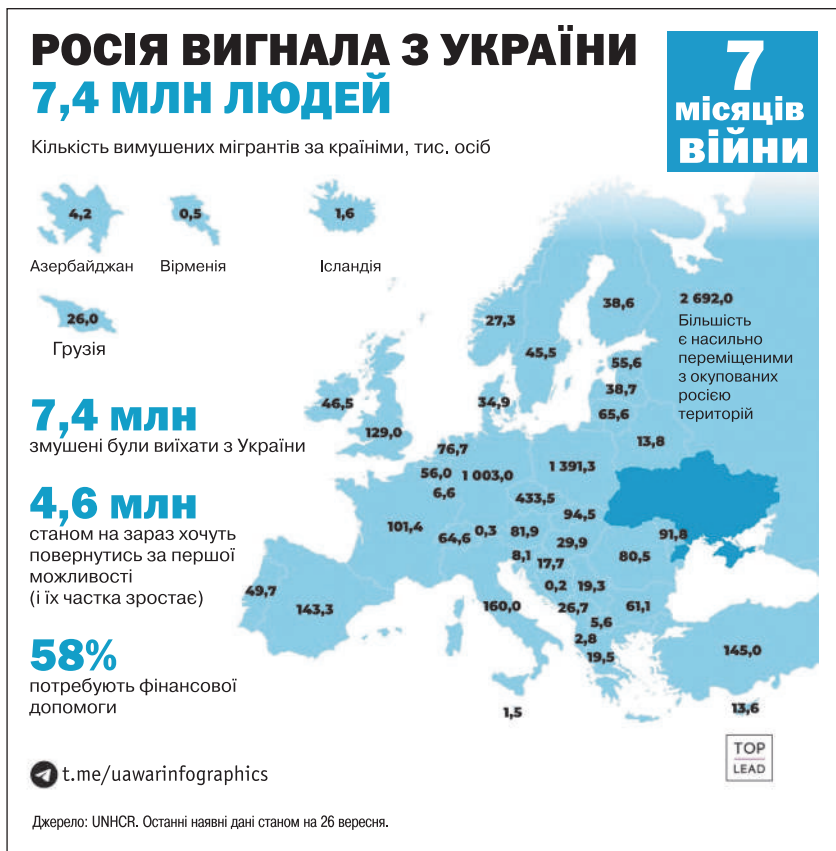 РОСІЯ ВИГНАЛА З УКРАЇНИ
7,4 МЛН ЛЮДЕЙ
7
місяців
війни
Кількість вимушених мігрантів за країніми, тис. осіб
4,2
0,5
1,6
Азербайджан
Вірменія
Ісландія
26,0
Грузія
2 692,0
Більшість
є насильно
переміщеними
з окупованих
росією
територій
38,6
27,3
45,5
55,6
38,7
65,6
34,9
46,5
129,0
13,8
76,7
56,0
1 003,0
1 391,3
6,6
433,5
94,5
101,4
64,6
0,3
81,9
29,9
91,8
8,1
17,7
80,5
0,2
19,3
49,7
143,3
160,0
26,7
61,1
5,6
2,8
19,5
145,0
1,5
13,6
7,4 млн
змушені були виїхати з України
4,6 млн
станом на зараз хочуть
повернутись за першої
можливості
(і їх частка зростає)
58%
потребують фінансової
допомоги
t.me/uawarinfographics
TOP
LEAD
Джерело: UNHCR. Останні наявні дані станом на 26 вересня.